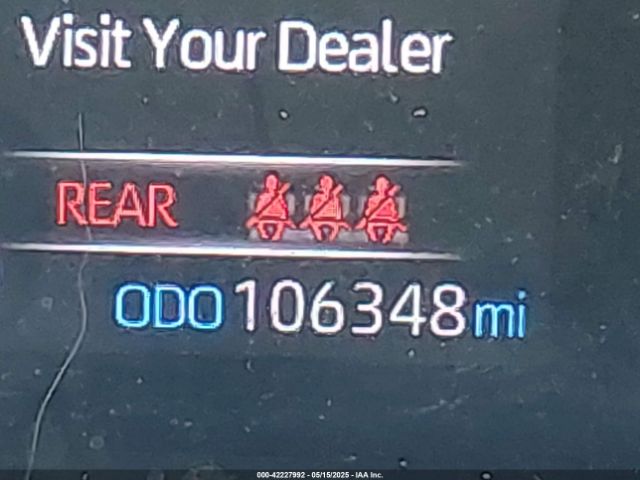 Visit Your Dealer
REAR
ODO 106348 mi
000-42227992 - 05/15/2025 - IAA Inc.